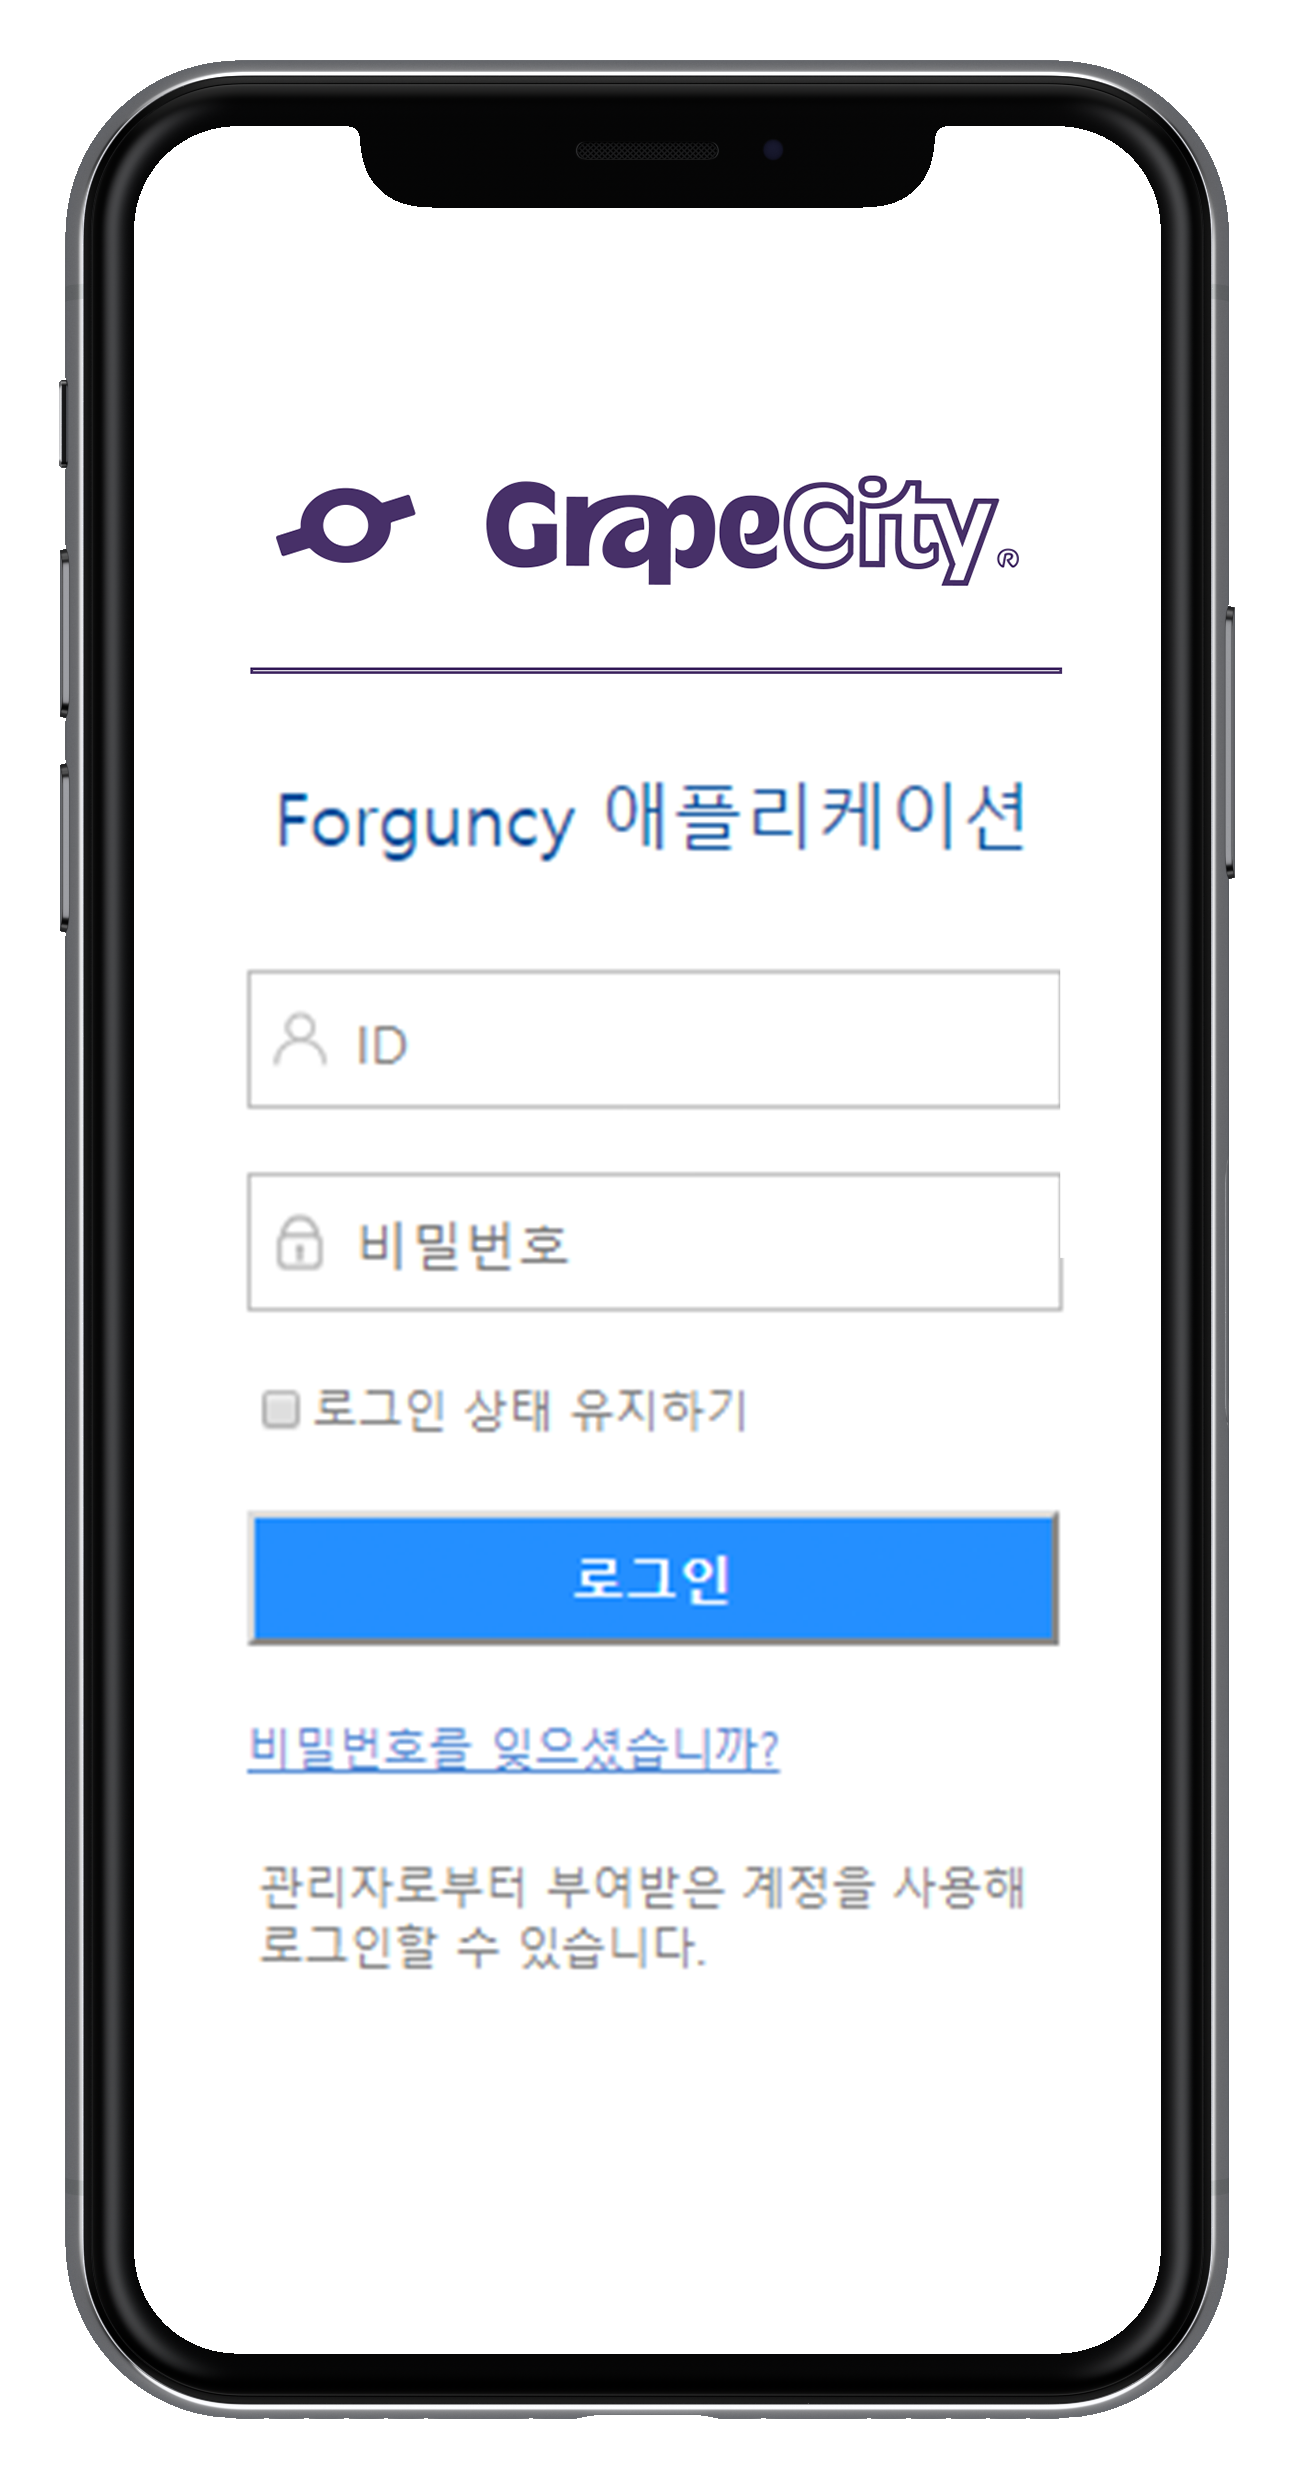 GrapeCity®
Forguncy 애플리케이션
ID
비밀번호
로그인 상태 유지하기
로그인
비밀번호를 잊으셨습니까?
관리자로부터 부여받은 계정을 사용해
로그인할 수 있습니다.